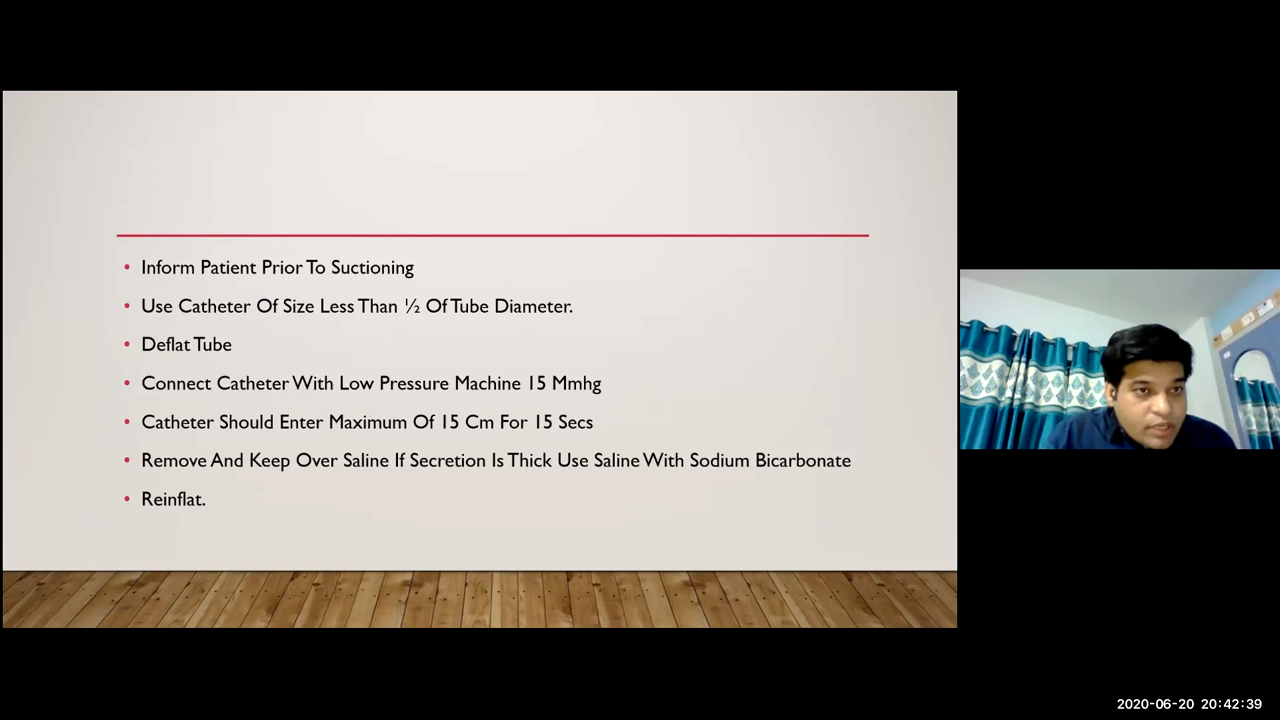 Inform Patient Prior To Suctioning
Use Catheter Of Size Less Than ½ Of Tube Diameter.
Deflat Tube
Connect Catheter With Low Pressure Machine 15 Mmhg
Catheter Should Enter Maximum Of 15 Cm For 15 Secs
Remove And Keep Over Saline If Secretion Is Thick Use Saline With Sodium Bicarbonate
Reinflat.
2020-06-20 20:42:39